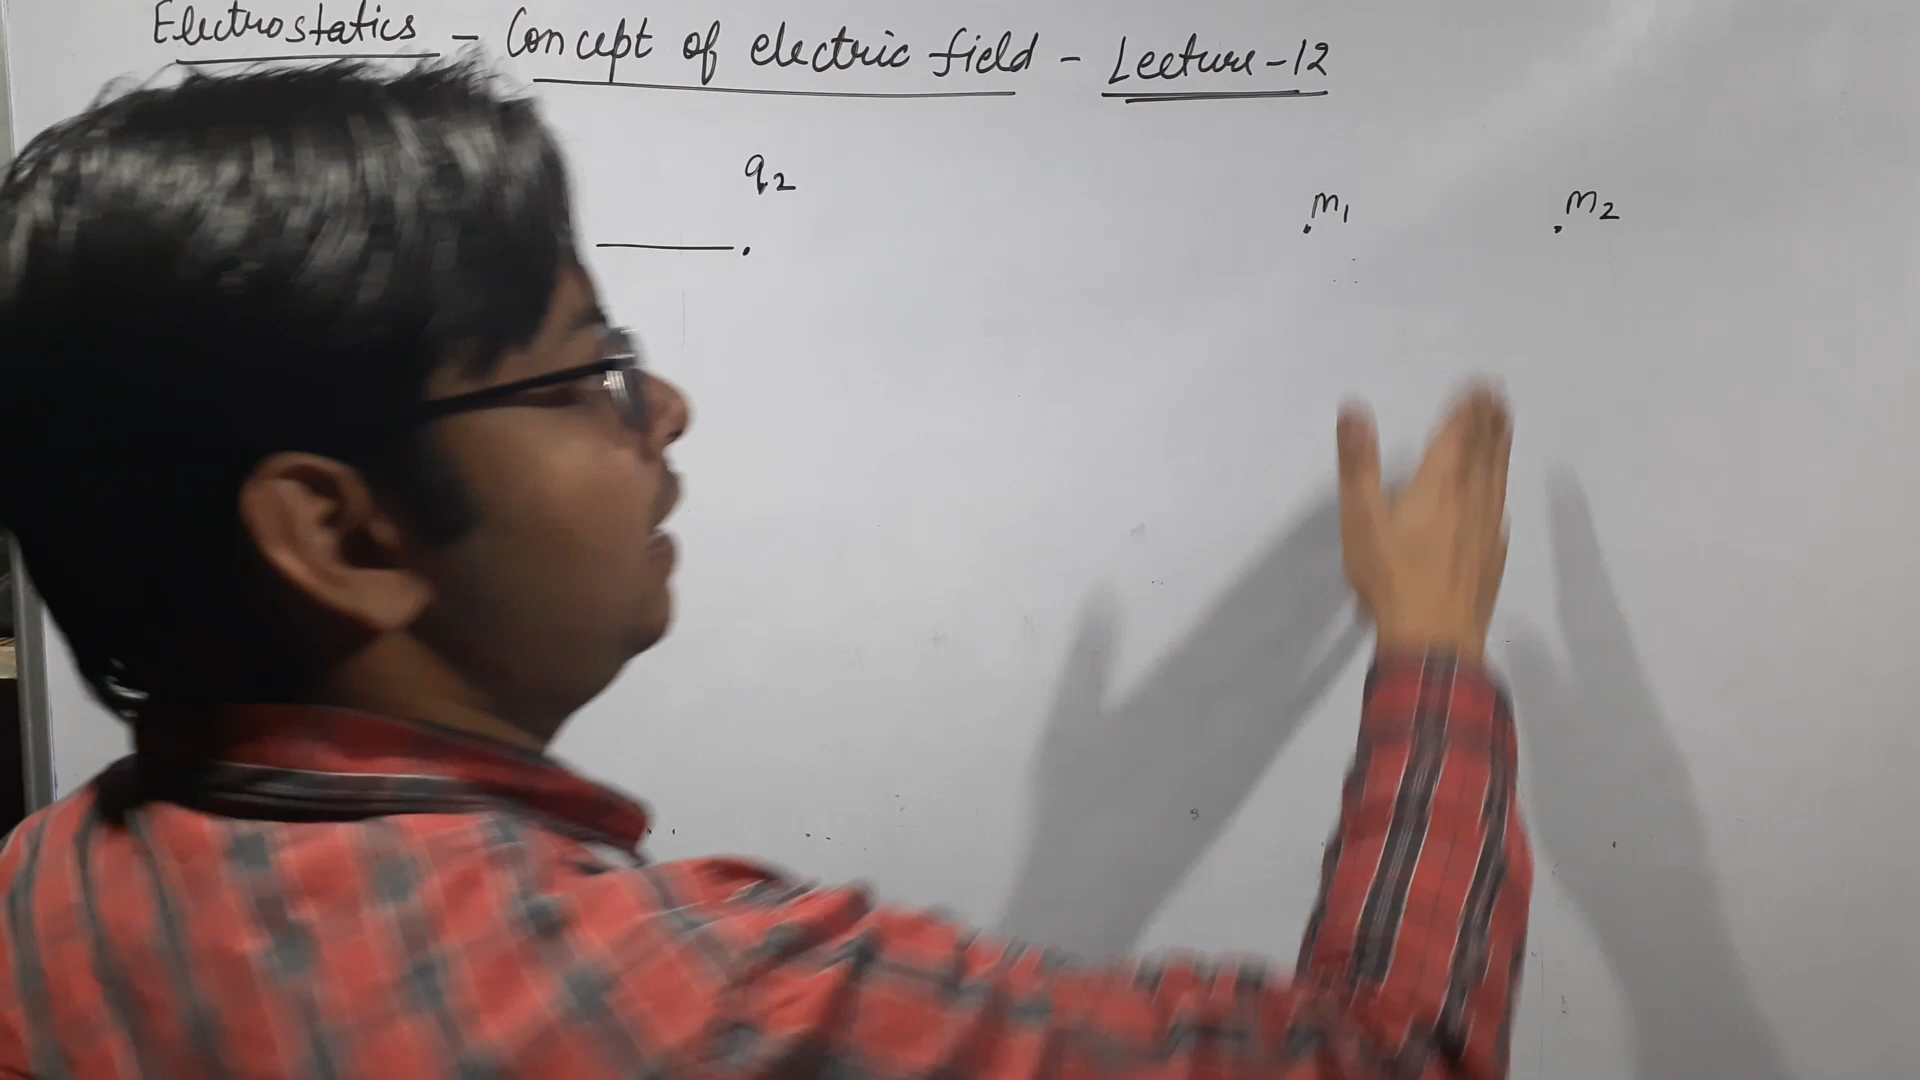 Electrostatics - Concept of electric field - Lecture-12
q2
m1 m2